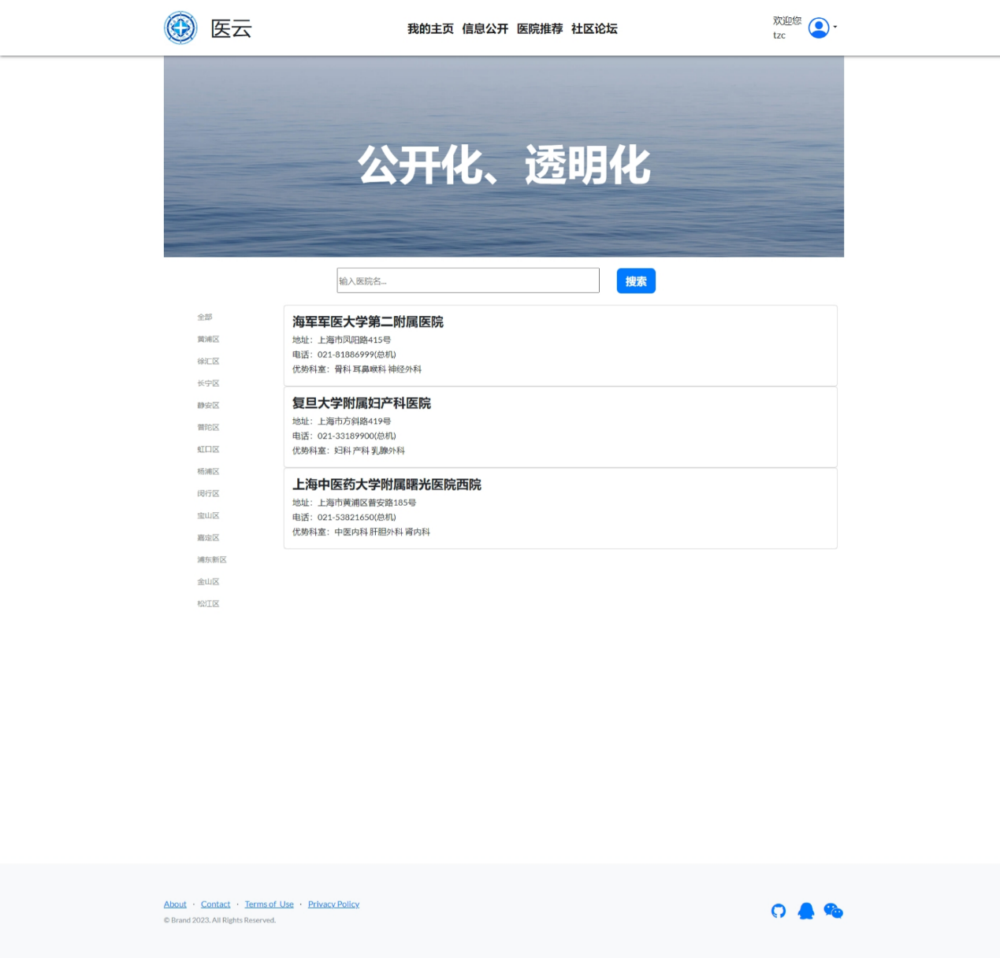 医云
我的主页 信息公开 医院推荐 社区论坛
欢迎您
tzc
公开化、透明化
输入医院名...
搜索
全部
黄浦区
徐汇区
长宁区
静安区
普陀区
虹口区
杨浦区
闵行区
宝山区
嘉定区
浦东新区
金山区
松江区
海军军医大学第二附属医院
地址：上海市凤阳路415号
电话：021-81886999(总机)
优势科室：骨科 耳鼻喉科 神经外科
复旦大学附属妇产科医院
地址：上海市方斜路419号
电话：021-33189900(总机)
优势科室：妇科 产科 乳腺外科
上海中医药大学附属曙光医院西院
地址：上海市黄浦区普安路185号
电话：021-53821650(总机)
优势科室：中医内科 肝胆外科 肾内科
About · Contact · Terms of Use · Privacy Policy
© Brand 2023. All Rights Reserved.